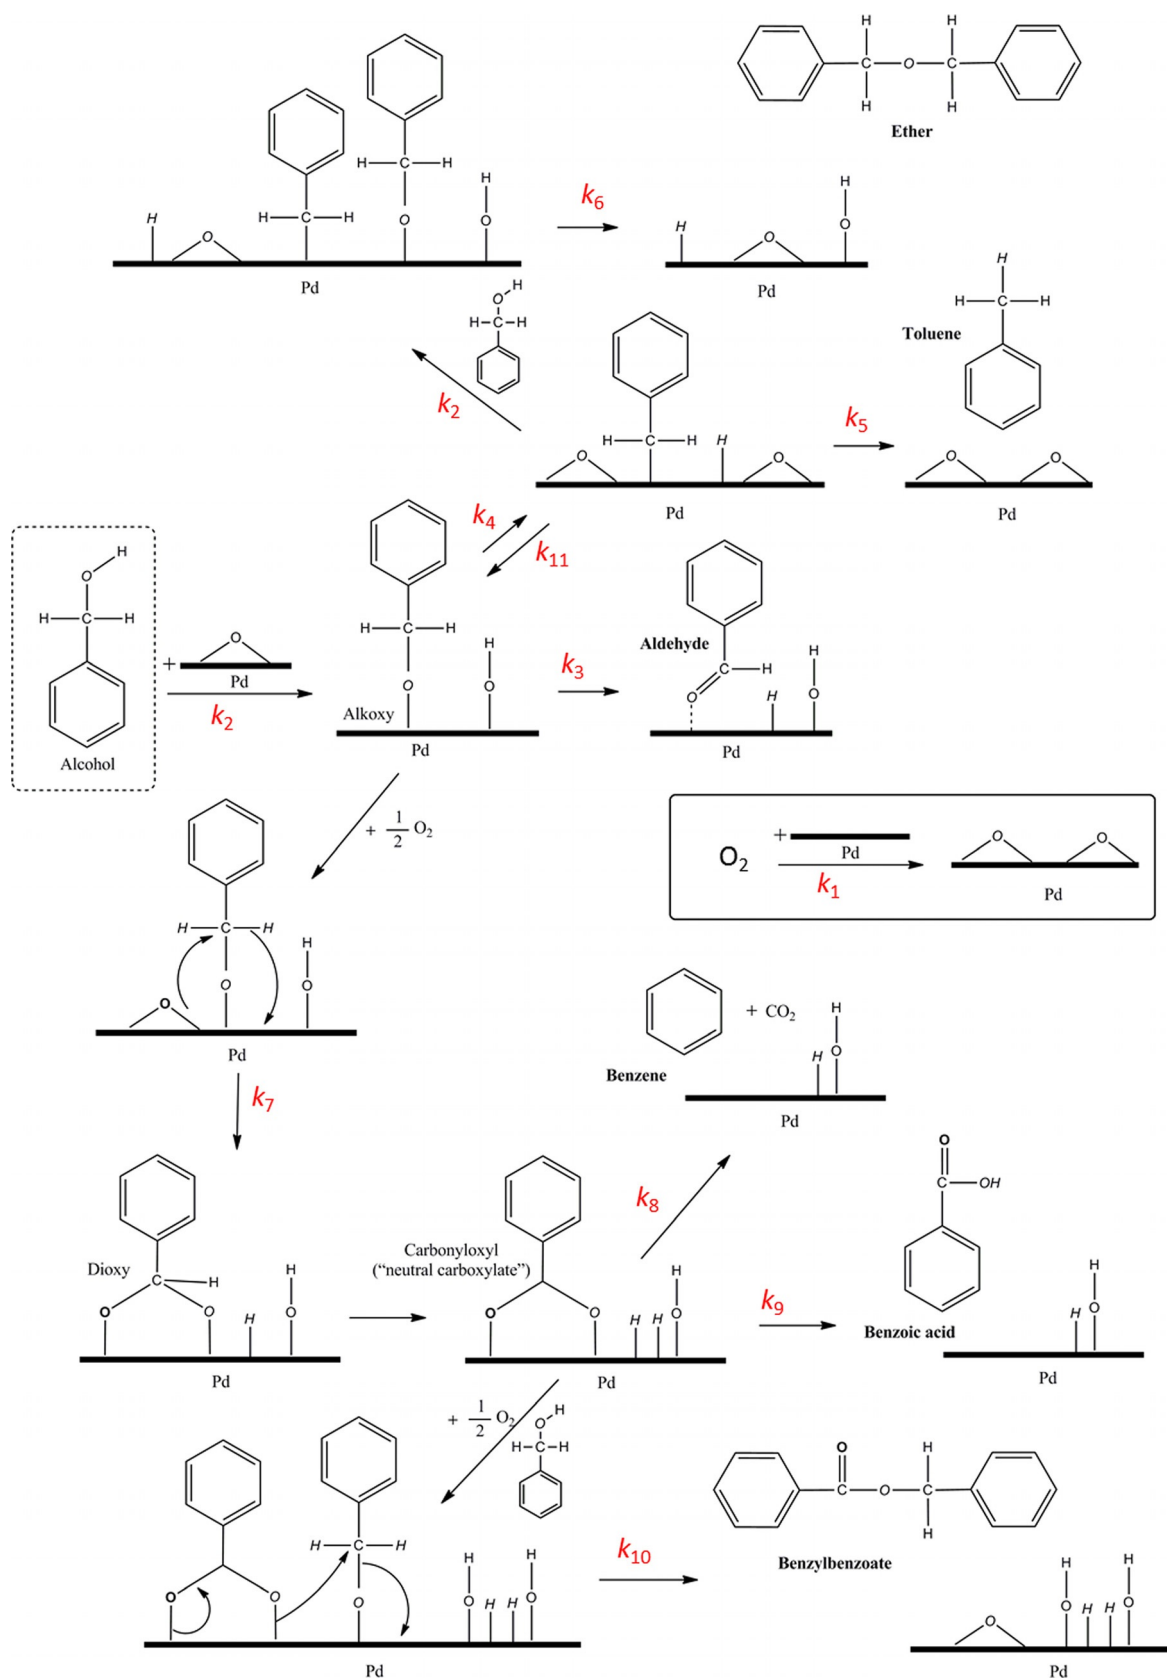 H H
C O C
H H
Ether
H C H
O
H
H O H C H O
Pd
k6
H
H O O
Pd
H
O
H C H
k2
H C H
O H O
Pd
k5
H
H C H
Toluene
O O
Pd
k4
k11
H
O
H C H
Alcohol
+
O
Pd
k2
H C H
H
O O
Alkoxy
Pd
k3
Aldehyde
C H
O H
H O
Pd
+ 1/2 O2
H C H
H
O O
O
Pd
O2
+
Pd
k1
O O
Pd
k7
+ CO2
Benzene
H
H O
Pd
Dioxy
C H
O O H O
H
Pd
Carbonyloxyl
("neutral carboxylate")
O O H H O
H
Pd
k8
k9
O
C OH
Benzoic acid
H
H O
Pd
+ 1/2 O2
H
O
H C H
H C H
O O O
H H
O H H O
Pd
k10
O H
C O C
H
Benzylbenzoate
H H
O O H H O
Pd